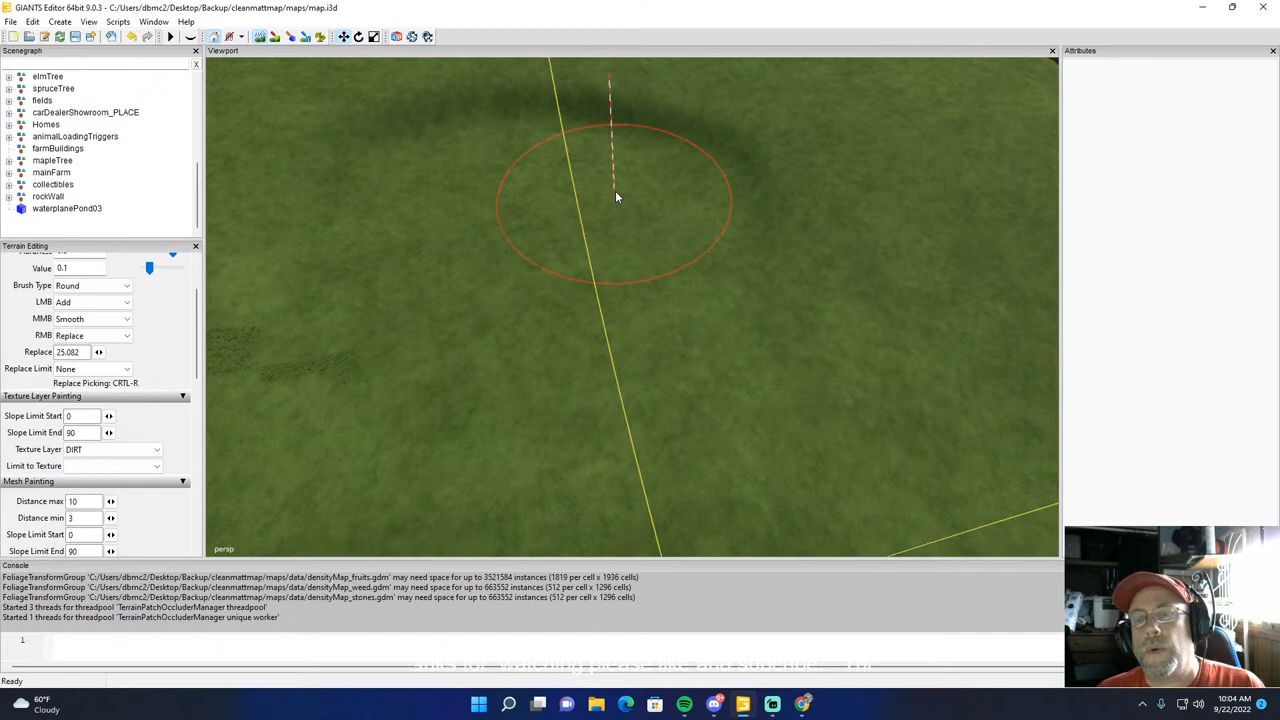 GIANTS Editor 64bit 9.0.3 - C:/Users/dbmc2/Desktop/Backup/cleanmattmap/maps/map.i3d
File Edit Create View Scripts Window Help
Scenegraph
Viewport
Attributes
X
elmTree
spruceTree
fields
carDealerShowroom_PLACE
Homes
animalLoadingTriggers
farmBuildings
mapleTree
mainFarm
collectibles
rockWall
waterplanePond03
Terrain Editing
Value 0.1
Brush Type Round
LMB Add
MMB Smooth
RMB Replace
Replace 25.082
Replace Limit None
Replace Picking: CRTL-R
Texture Layer Painting
Slope Limit Start 0
Slope Limit End 90
Texture Layer DIRT
Limit to Texture
Mesh Painting
Distance max 10
Distance min 3
Slope Limit Start 0
Slope Limit End 90
persp
Console
FoliageTransformGroup 'C:/Users/dbmc2/Desktop/Backup/cleanmattmap/maps/data/densityMap_fruits.gdm' may need space for up to 3521584 instances (1819 per cell x 1936 cells)
FoliageTransformGroup 'C:/Users/dbmc2/Desktop/Backup/cleanmattmap/maps/data/densityMap_weed.gdm' may need space for up to 663552 instances (512 per cell x 1296 cells)
FoliageTransformGroup 'C:/Users/dbmc2/Desktop/Backup/cleanmattmap/maps/data/densityMap_stones.gdm' may need space for up to 663552 instances (512 per cell x 1296 cells)
Started 3 threads for threadpool 'TerrainPatchOccluderManager threadpool'
Started 1 threads for threadpool 'TerrainPatchOccluderManager unique worker'
1
watching please like and
Ready
60°F
Cloudy
10:04 AM
9/22/2022